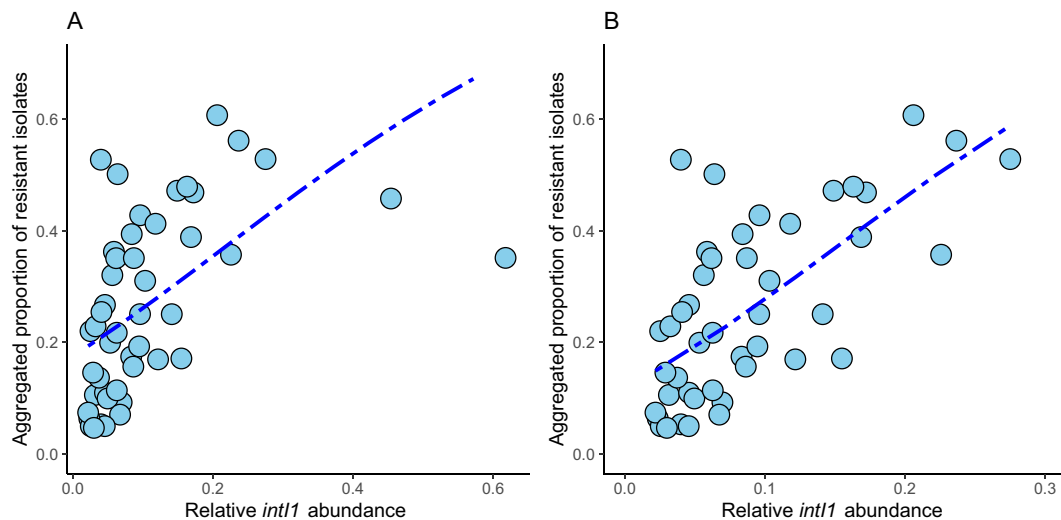 A
Aggregated proportion of resistant isolates
0.6
0.4
0.2
0.0
0.0 0.2 0.4 0.6
Relative intI1 abundance
B
Aggregated proportion of resistant isolates
0.6
0.4
0.2
0.0
0.0 0.1 0.2 0.3
Relative intI1 abundance